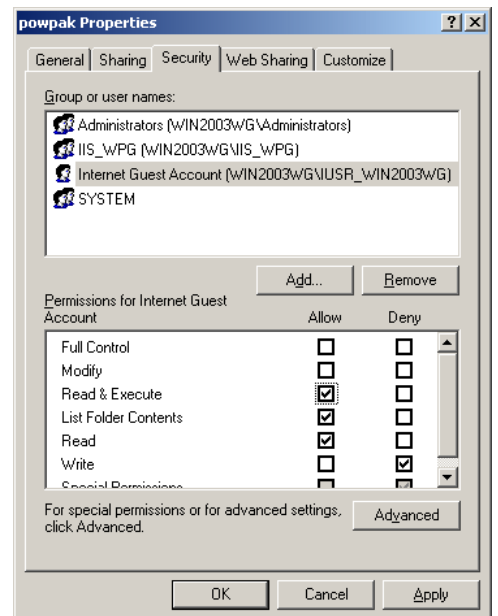 powpak Properties
General Sharing Security Web Sharing Customize
Group or user names:
Administrators (WIN2003WG\Administrators)
IIS_WPG (WIN2003WG\IIS_WPG)
Internet Guest Account (WIN2003WG\IUSR_WIN2003WG)
SYSTEM
Add... Remove
Permissions for Internet Guest
Account Allow Deny
Full Control
Modify
Read & Execute
List Folder Contents
Read
Write
Special Permissions
For special permissions or for advanced settings,
click Advanced.
Advanced
OK Cancel Apply